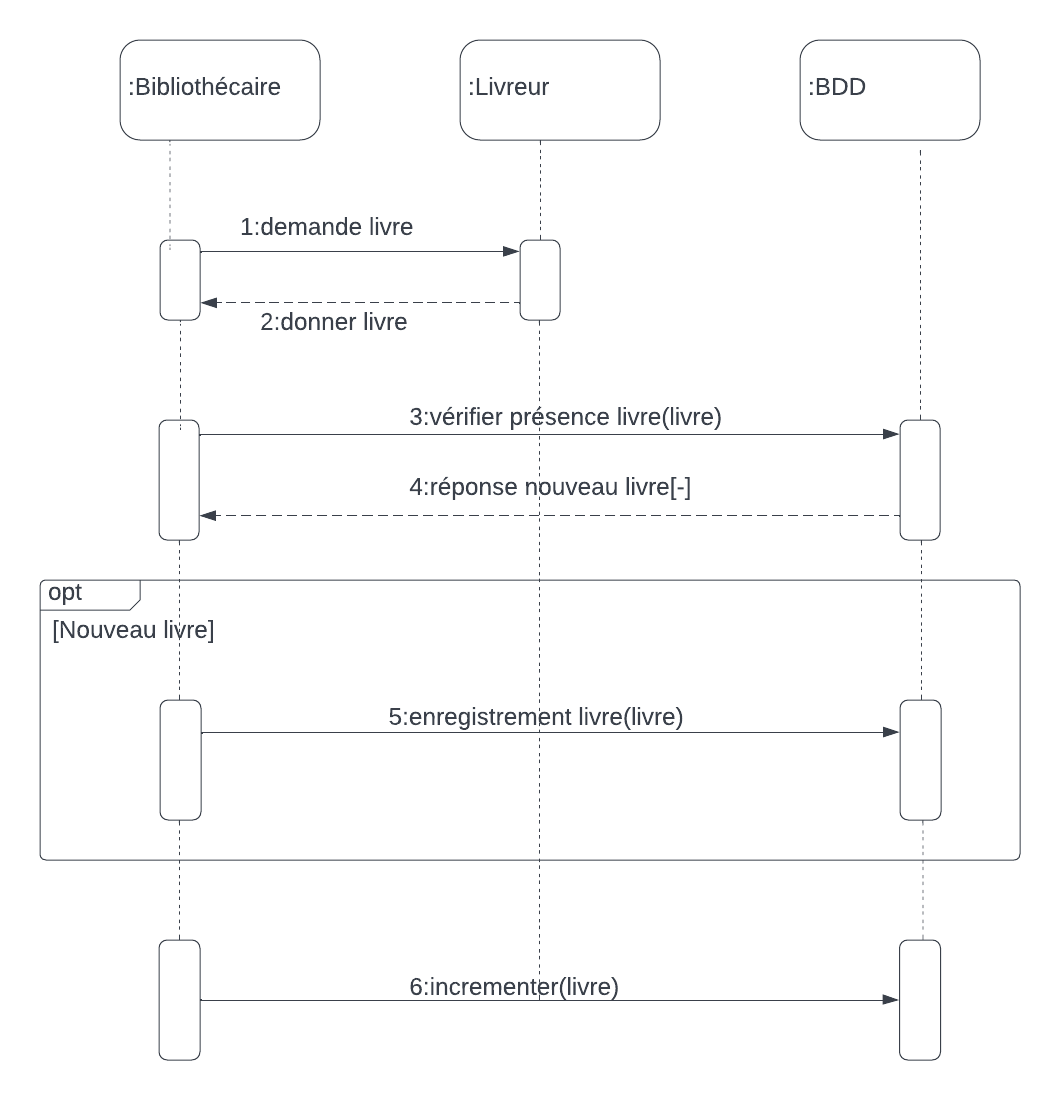 :Bibliothécaire
:Livreur
:BDD
1:demande livre
2:donner livre
3:vérifier présence livre(livre)
4:réponse nouveau livre[-]
opt
[Nouveau livre]
5:enregistrement livre(livre)
6:incrementer(livre)